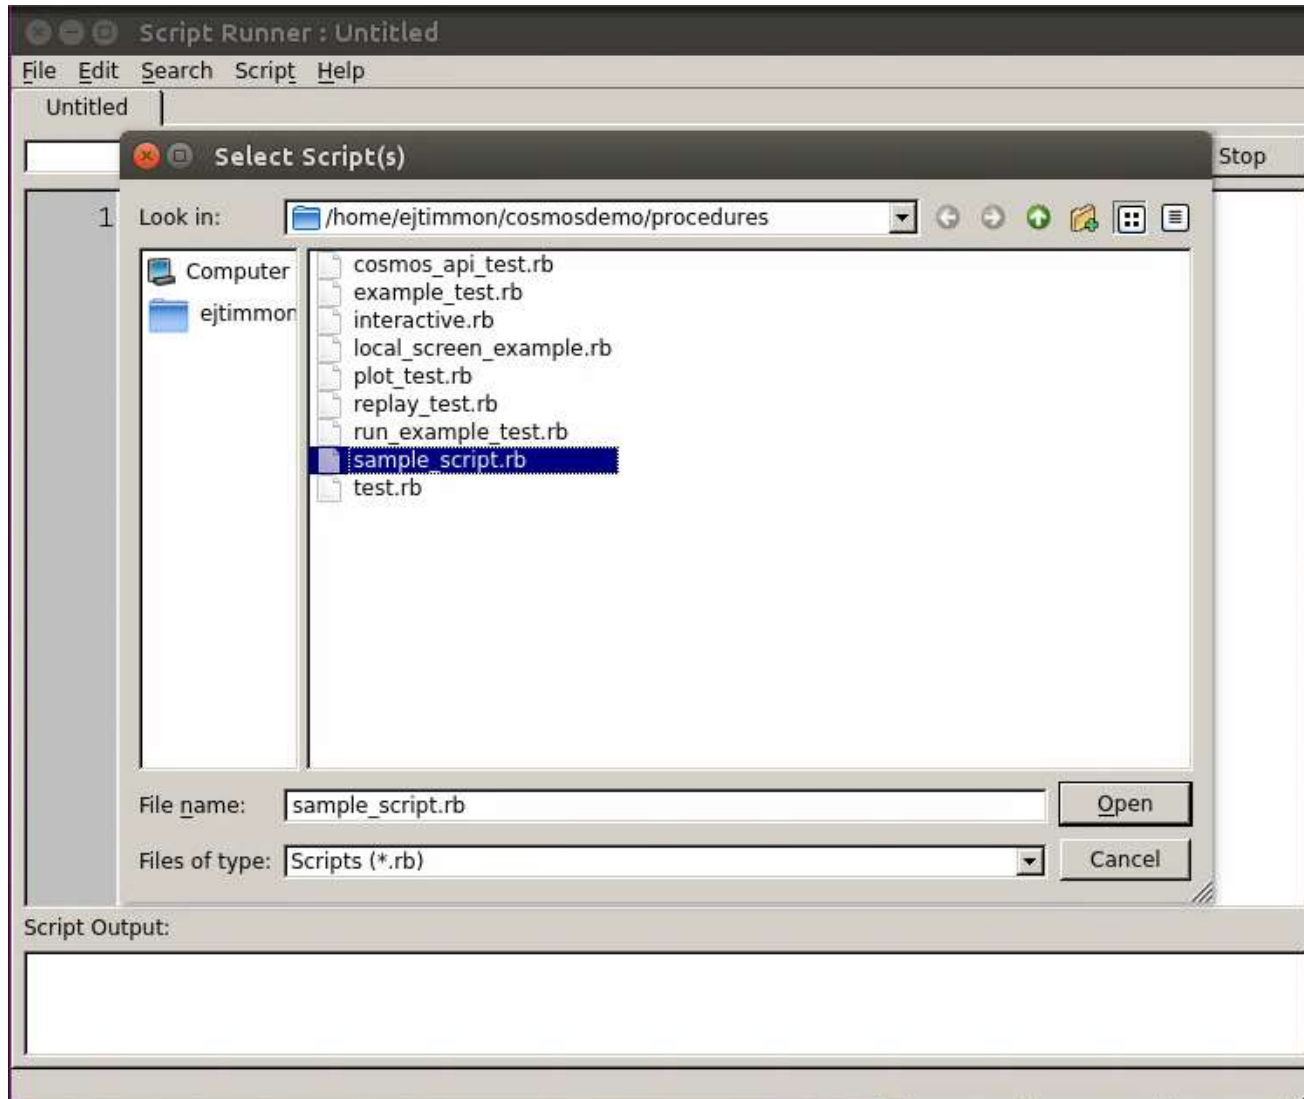 Script Runner : Untitled
File Edit Search Script Help
Untitled
Select Script(s)
Stop
1
Look in: /home/ejtimmon/cosmosdemo/procedures
Computer
ejtimmon
cosmos_api_test.rb
example_test.rb
interactive.rb
local_screen_example.rb
plot_test.rb
replay_test.rb
run_example_test.rb
sample_script.rb
test.rb
File name: sample_script.rb Open
Files of type: Scripts (*.rb) Cancel
Script Output: